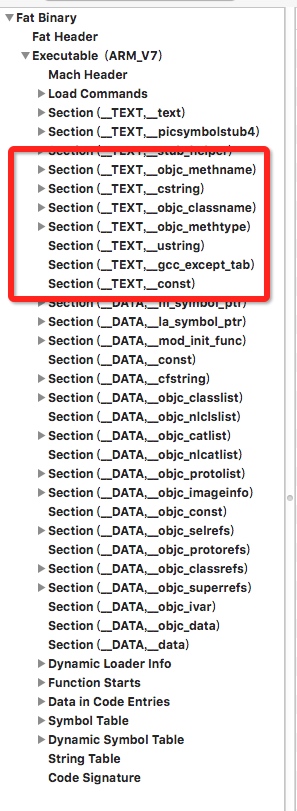 Fat Binary
Fat Header
Executable (ARM_V7)
Mach Header
Load Commands
Section (__TEXT,__text)
Section (__TEXT,__picsymbolstub4)
Section (__TEXT,__stub_helper)
Section (__TEXT,__objc_methname)
Section (__TEXT,__cstring)
Section (__TEXT,__objc_classname)
Section (__TEXT,__objc_methtype)
Section (__TEXT,__ustring)
Section (__TEXT,__gcc_except_tab)
Section (__TEXT,__const)
Section (__DATA,__nl_symbol_ptr)
Section (__DATA,__la_symbol_ptr)
Section (__DATA,__mod_init_func)
Section (__DATA,__const)
Section (__DATA,__cfstring)
Section (__DATA,__objc_classlist)
Section (__DATA,__objc_nlclslist)
Section (__DATA,__objc_catlist)
Section (__DATA,__objc_nlcatlist)
Section (__DATA,__objc_protolist)
Section (__DATA,__objc_imageinfo)
Section (__DATA,__objc_const)
Section (__DATA,__objc_selrefs)
Section (__DATA,__objc_protorefs)
Section (__DATA,__objc_classrefs)
Section (__DATA,__objc_superrefs)
Section (__DATA,__objc_ivar)
Section (__DATA,__objc_data)
Section (__DATA,__data)
Dynamic Loader Info
Function Starts
Data in Code Entries
Symbol Table
Dynamic Symbol Table
String Table
Code Signature